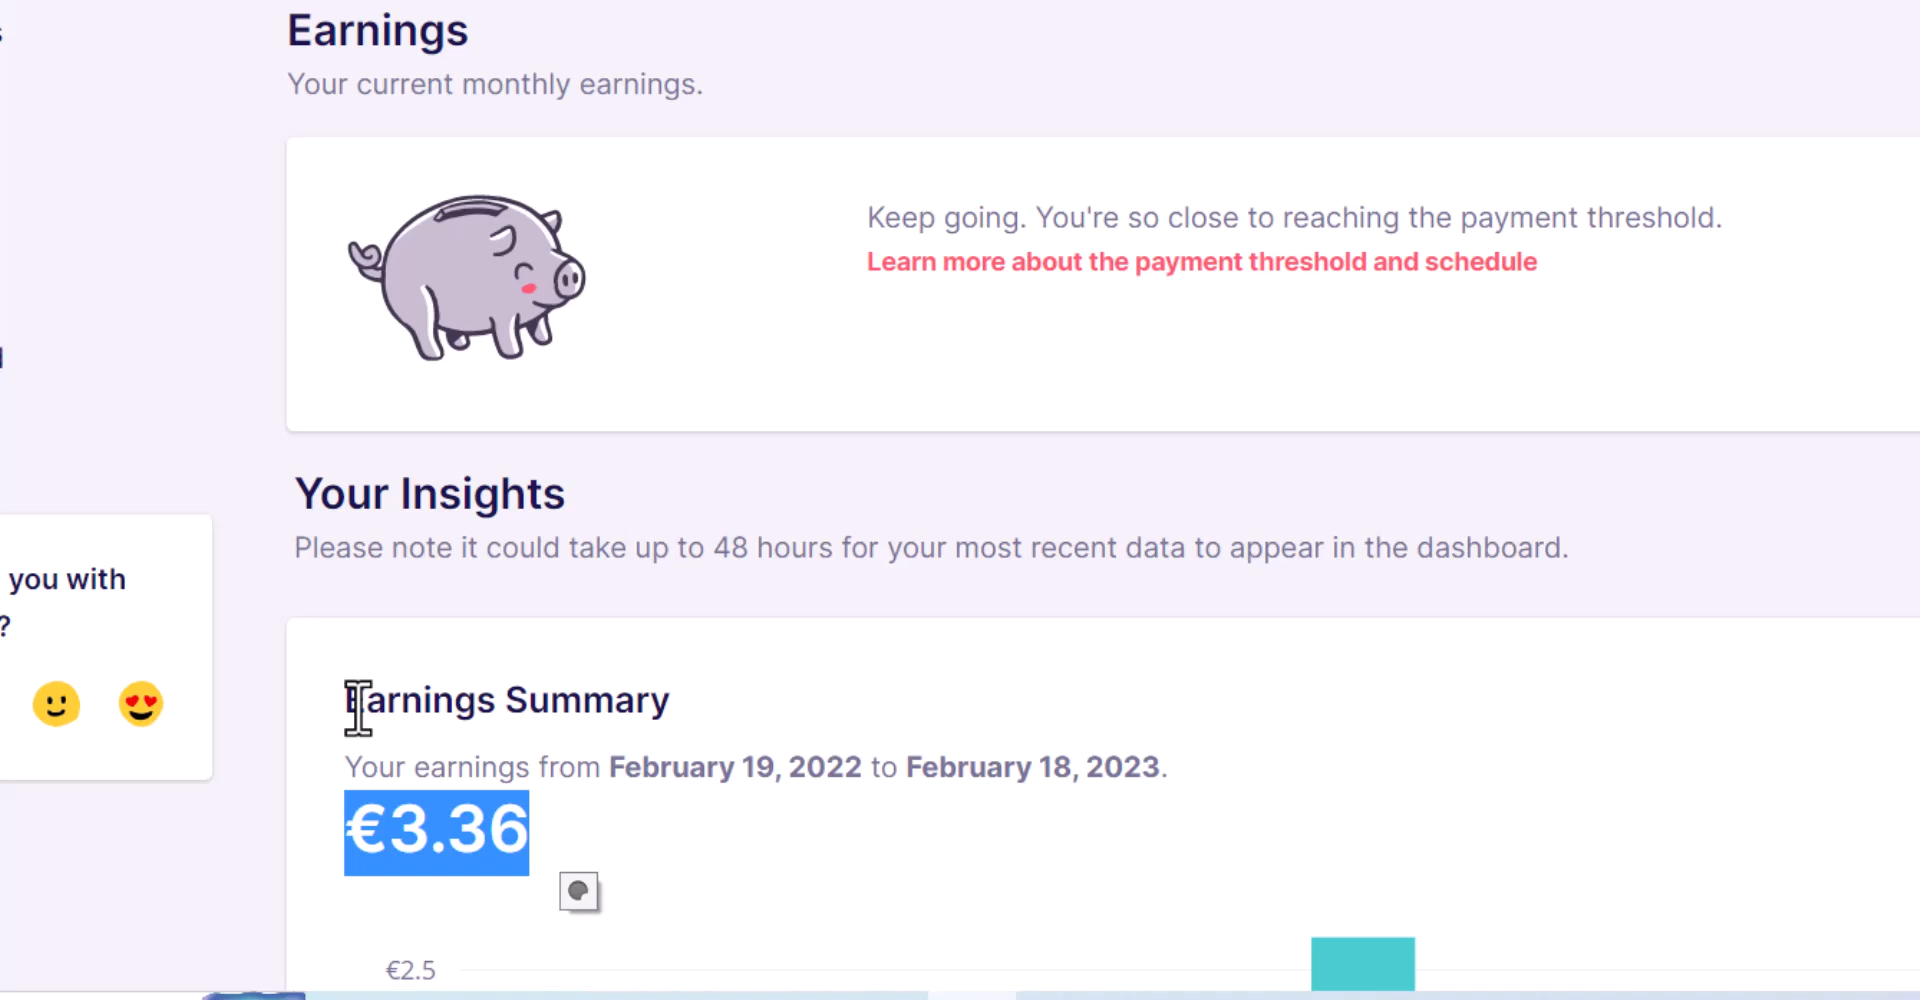 Earnings
Your current monthly earnings.
Keep going. You're so close to reaching the payment threshold.
Learn more about the payment threshold and schedule
Your Insights
Please note it could take up to 48 hours for your most recent data to appear in the dashboard.
you with
?
Earnings Summary
Your earnings from February 19, 2022 to February 18, 2023.
€3.36
€2.5